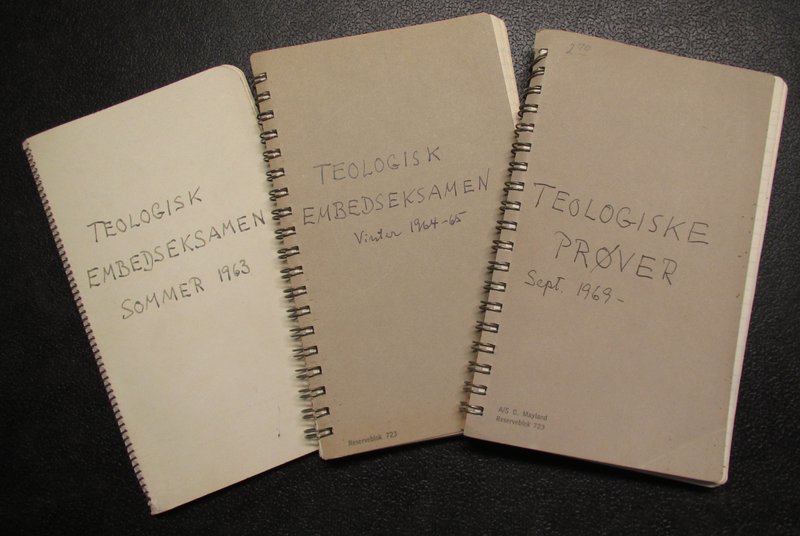 TEOLOGISK
EMBEDSEKSAMEN
SOMMER 1963
TEOLOGISK
EMBEDSEKSAMEN
Vinter 1964-65
Reserveblok 723
TEOLOGISKE
PRØVER
Sept. 1969-
A/S O. Mayland
Reserveblok 723